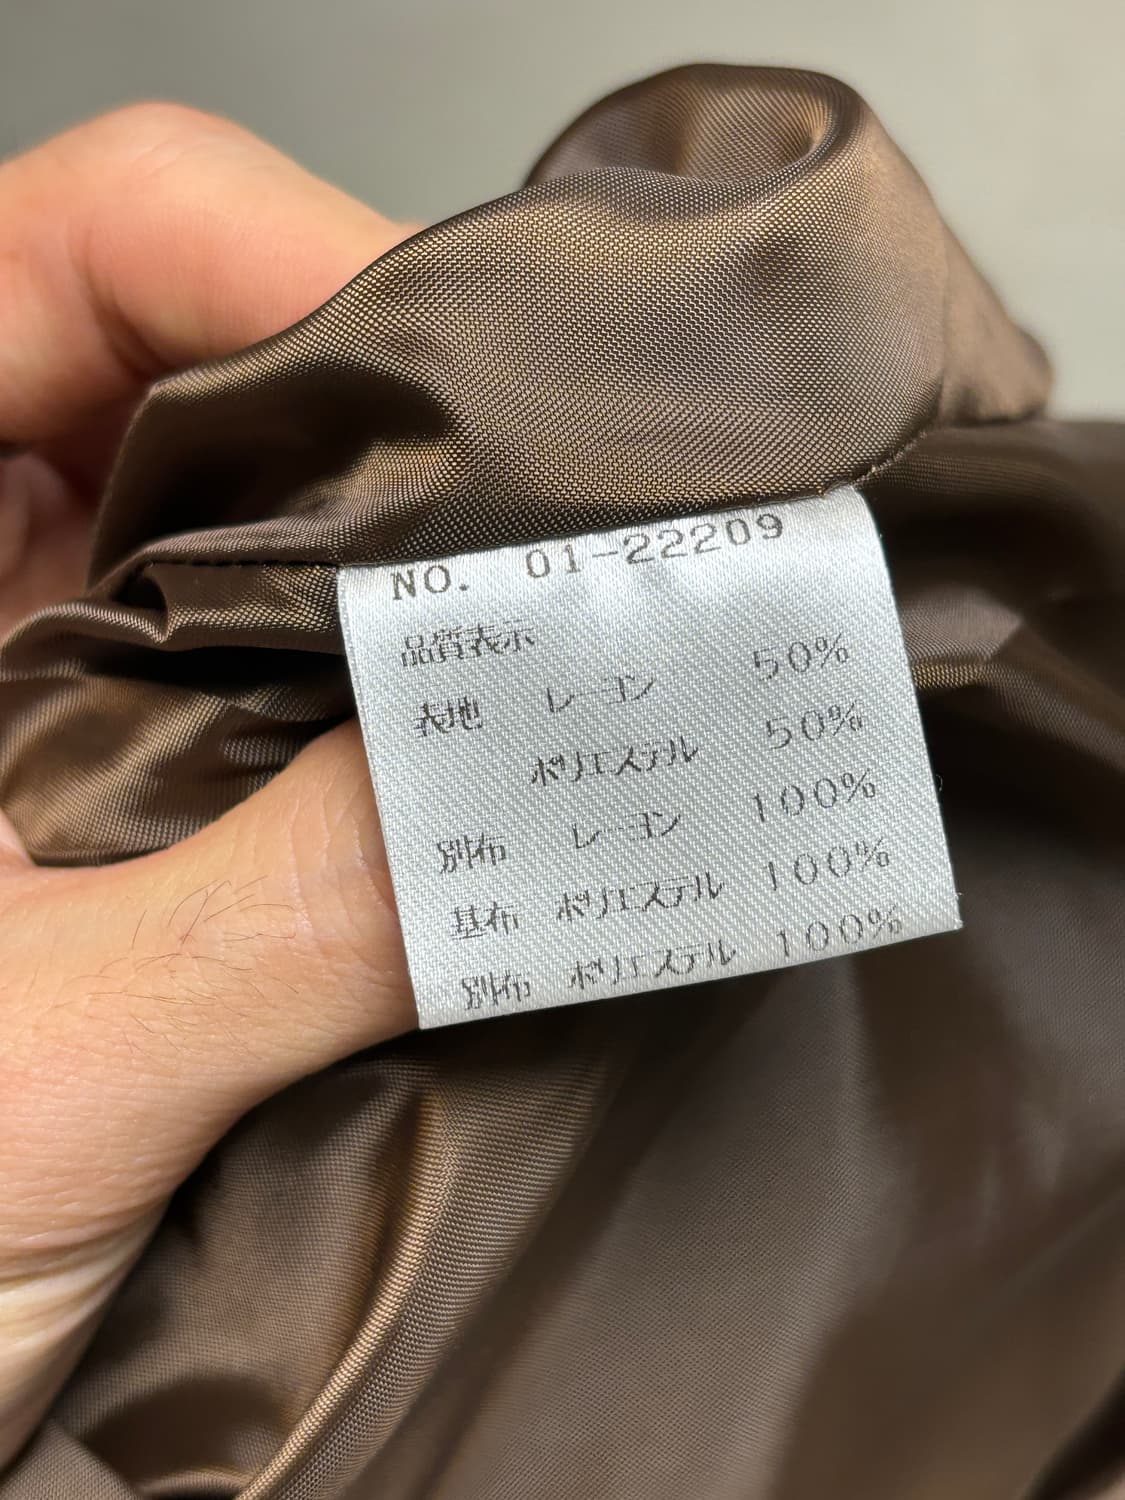 NO. 01-22209
品質表示
表地 レーヨン 50%
ポリエステル 50%
別布 レーヨン 100%
基布 ポリエステル 100%
別布 ポリエステル 100%